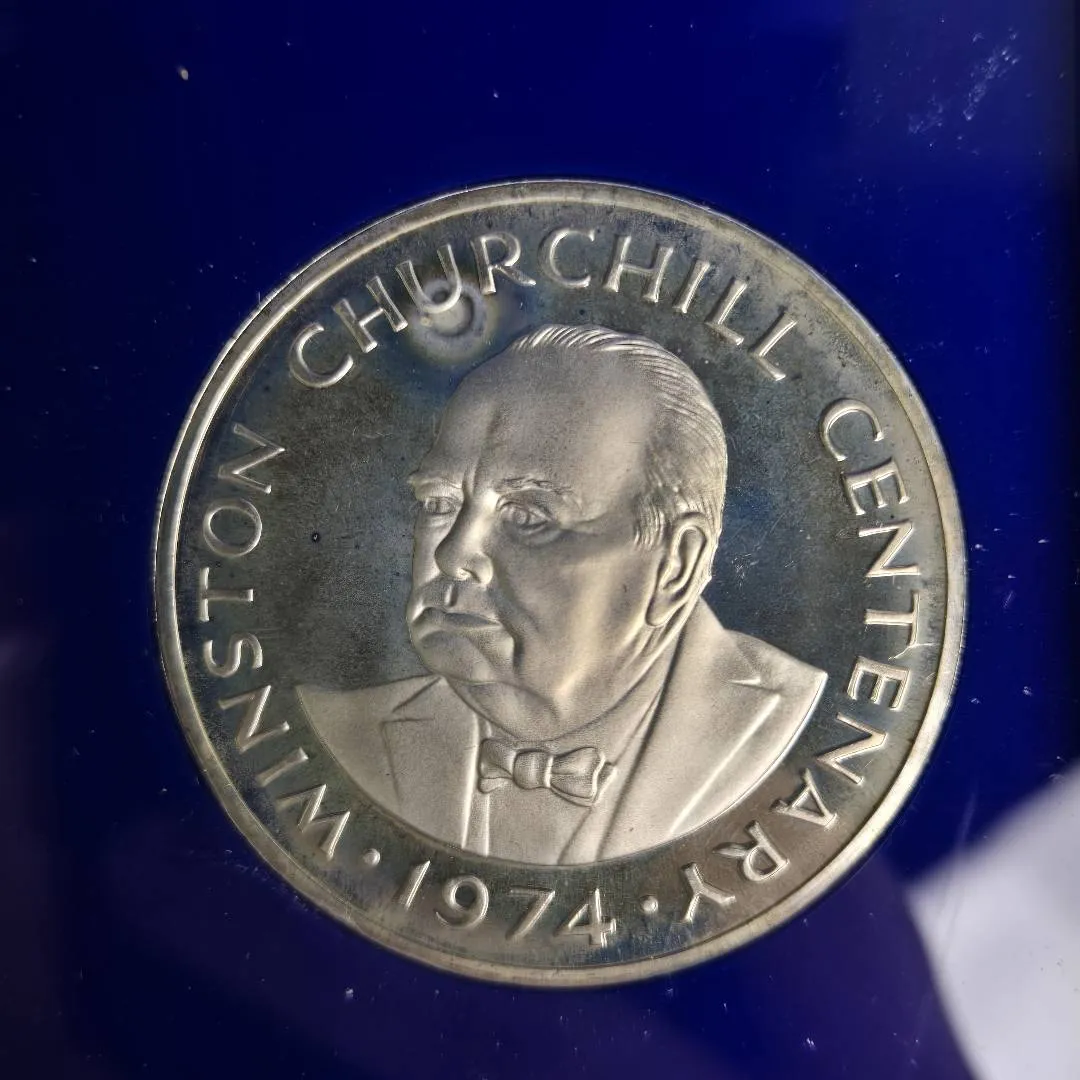 WINSTON CHURCHILL CENTENARY
· 1974 ·